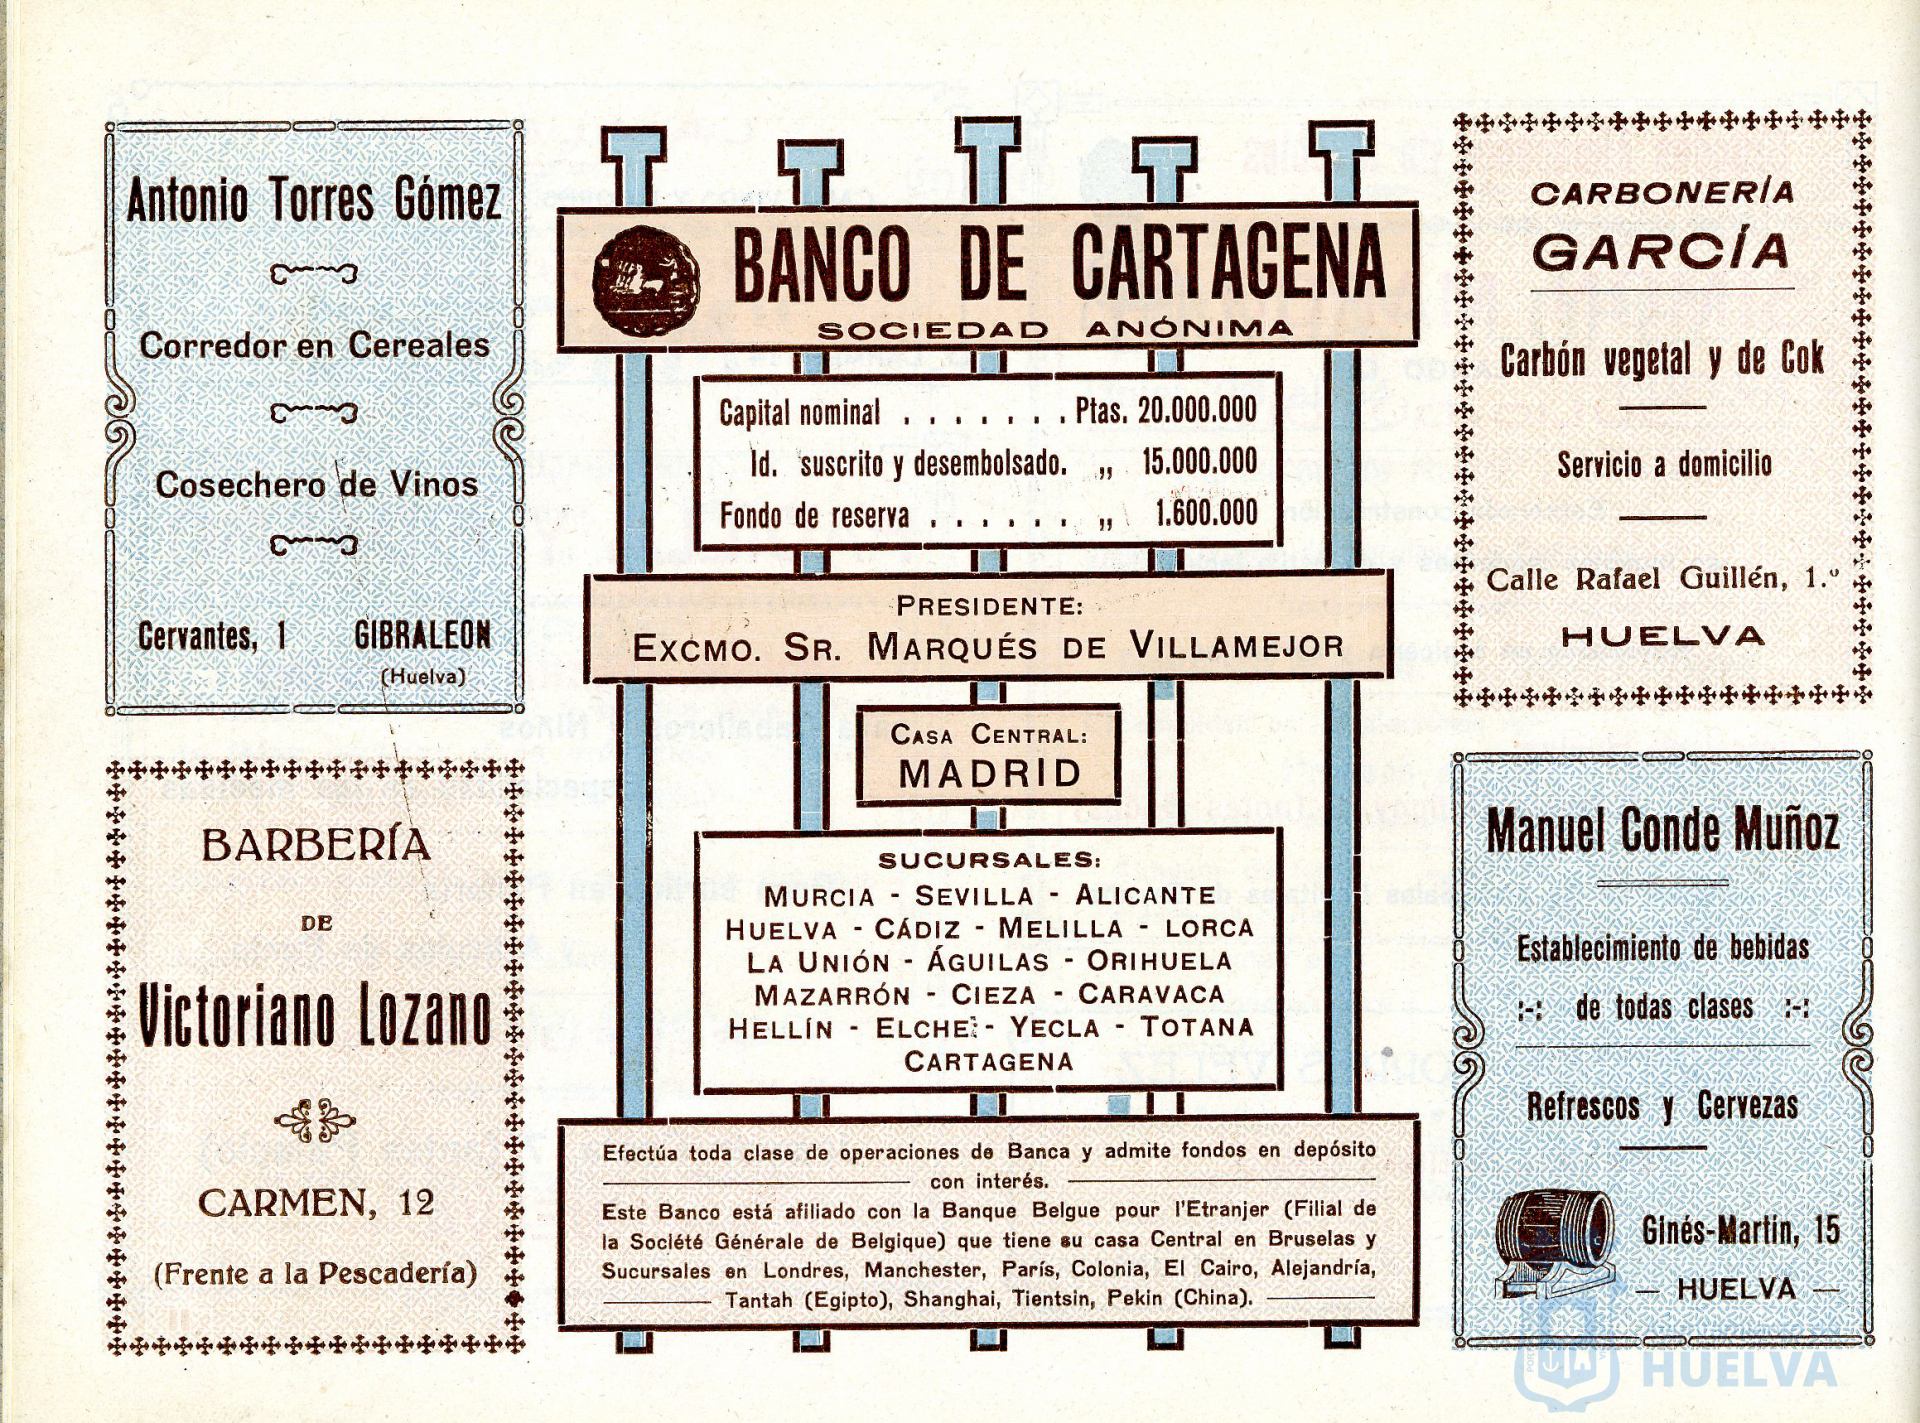 Antonio Torres Gómez
Corredor en Cereales
Cosechero de Vinos
Cervantes, 1 GIBRALEON
(Huelva)
BARBERÍA
DE
Victoriano Lozano
CARMEN, 12
(Frente a la Pescadería)
BANCO DE CARTAGENA
SOCIEDAD ANÓNIMA
Capital nominal . . . . . . . Ptas. 20.000.000
Id. suscrito y desembolsado. „ 15.000.000
Fondo de reserva . . . . . . „ 1.600.000
PRESIDENTE:
EXCMO. SR. MARQUÉS DE VILLAMEJOR
CASA CENTRAL:
MADRID
SUCURSALES:
MURCIA - SEVILLA - ALICANTE
HUELVA - CÁDIZ - MELILLA - LORCA
LA UNIÓN - ÁGUILAS - ORIHUELA
MAZARRÓN - CIEZA - CARAVACA
HELLÍN - ELCHE - YECLA - TOTANA
CARTAGENA
Efectúa toda clase de operaciones de Banca y admite fondos en depósito
con interés.
Este Banco está afiliado con la Banque Belgue pour l'Etranjer (Filial de
la Société Générale de Belgique) que tiene su casa Central en Bruselas y
Sucursales en Londres, Manchester, París, Colonia, El Cairo, Alejandría,
Tantah (Egipto), Shanghai, Tientsin, Pekin (China).
CARBONERÍA
GARCÍA
Carbón vegetal y de Cok
Servicio a domicilio
Calle Rafael Guillén, 1.º
HUELVA
Manuel Conde Muñoz
Establecimiento de bebidas
:-: de todas clases :-:
Refrescos y Cervezas
Ginés-Martin, 15
— HUELVA —
HUELVA